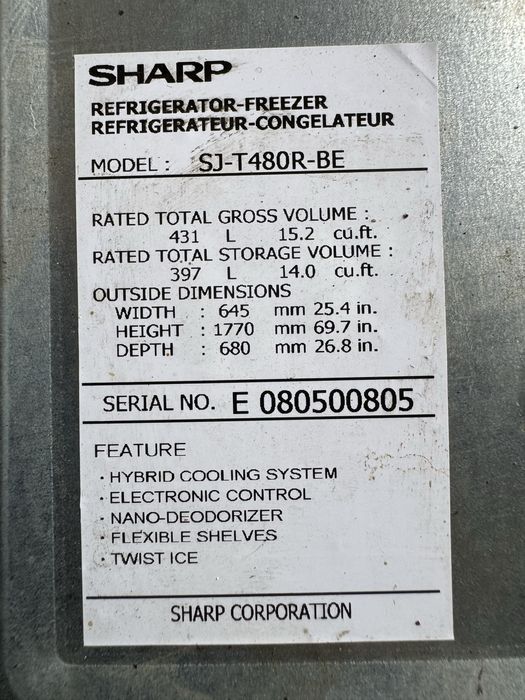 SHARP
REFRIGERATOR-FREEZER
REFRIGERATEUR-CONGELATEUR
MODEL : SJ-T480R-BE
RATED TOTAL GROSS VOLUME :
431 L 15.2 cu.ft.
RATED TOTAL STORAGE VOLUME :
397 L 14.0 cu.ft.
OUTSIDE DIMENSIONS
WIDTH : 645 mm 25.4 in.
HEIGHT : 1770 mm 69.7 in.
DEPTH : 680 mm 26.8 in.
SERIAL NO. E 080500805
FEATURE
· HYBRID COOLING SYSTEM
· ELECTRONIC CONTROL
· NANO-DEODORIZER
· FLEXIBLE SHELVES
· TWIST ICE
SHARP CORPORATION